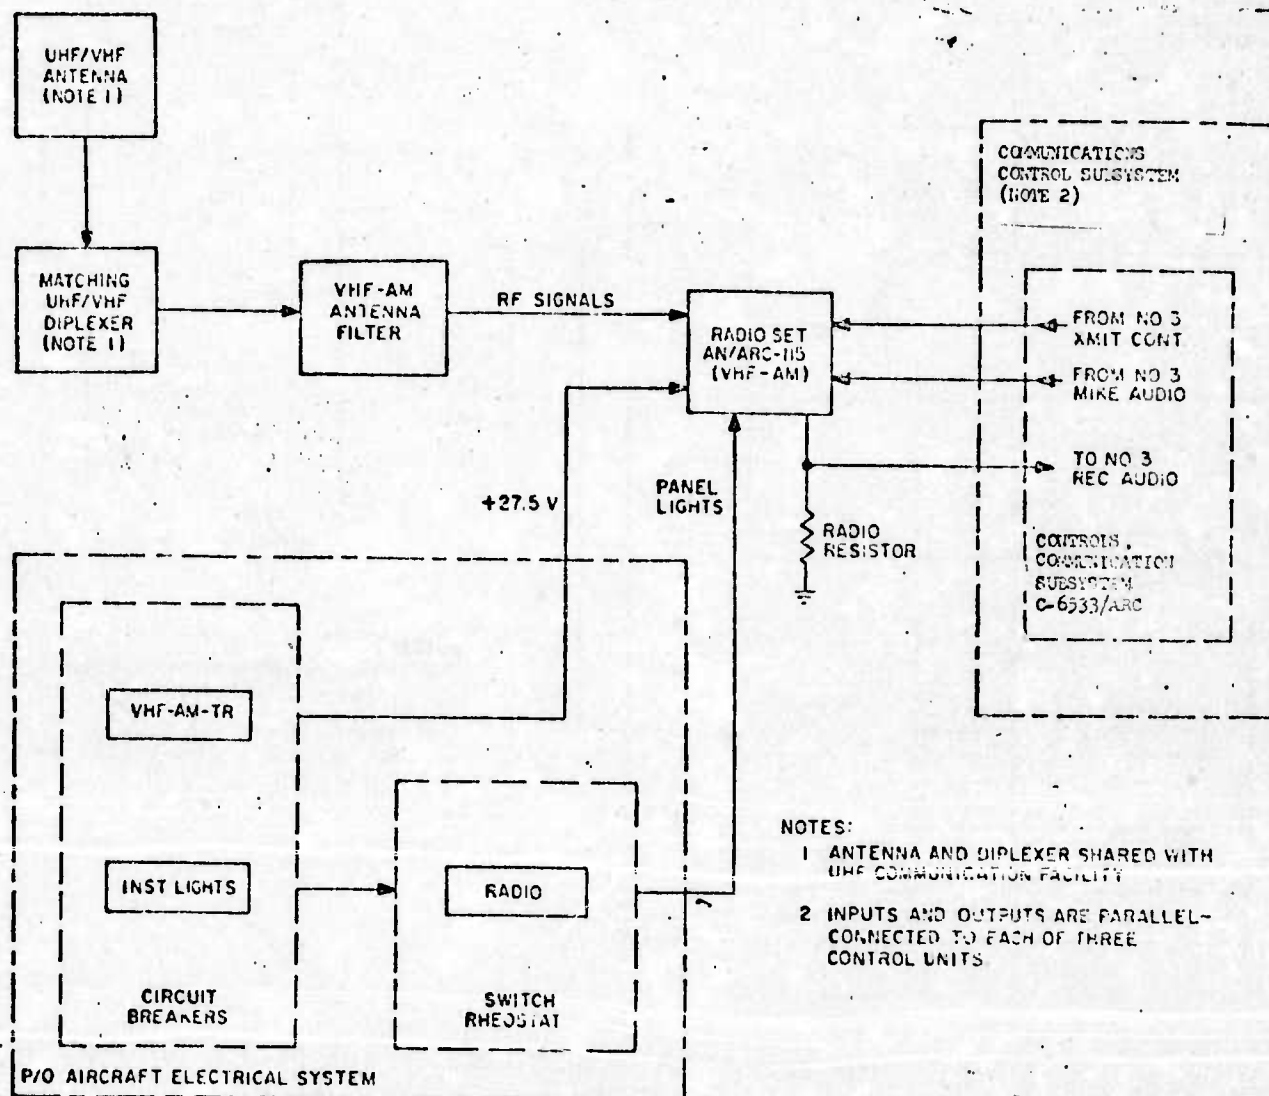 UHF/VHF
ANTENNA
(NOTE 1)
MATCHING
UHF/VHF
DIPLEXER
(NOTE 1)
VHF-AM
ANTENNA
FILTER
RF SIGNALS
RADIO SET
AN/ARC-115
(VHF-AM)
COMMUNICATIONS
CONTROL SUBSYSTEM
(NOTE 2)
FROM NO 3
XMIT CONT.
FROM NO 3
MIKE AUDIO
TO NO 3
REC AUDIO
CONTROLS,
COMMUNICATION
SUBSYSTEM
C-6533/ARC
+27.5 V
PANEL
LIGHTS
RADIO
RESISTOR
VHF-AM-TR
INST LIGHTS
CIRCUIT
BREAKERS
RADIO
SWITCH
RHEOSTAT
P/O AIRCRAFT ELECTRICAL SYSTEM
NOTES:
1 ANTENNA AND DIPLEXER SHARED WITH
UHF COMMUNICATION FACILITY
2 INPUTS AND OUTPUTS ARE PARALLEL-
CONNECTED TO EACH OF THREE
CONTROL UNITS